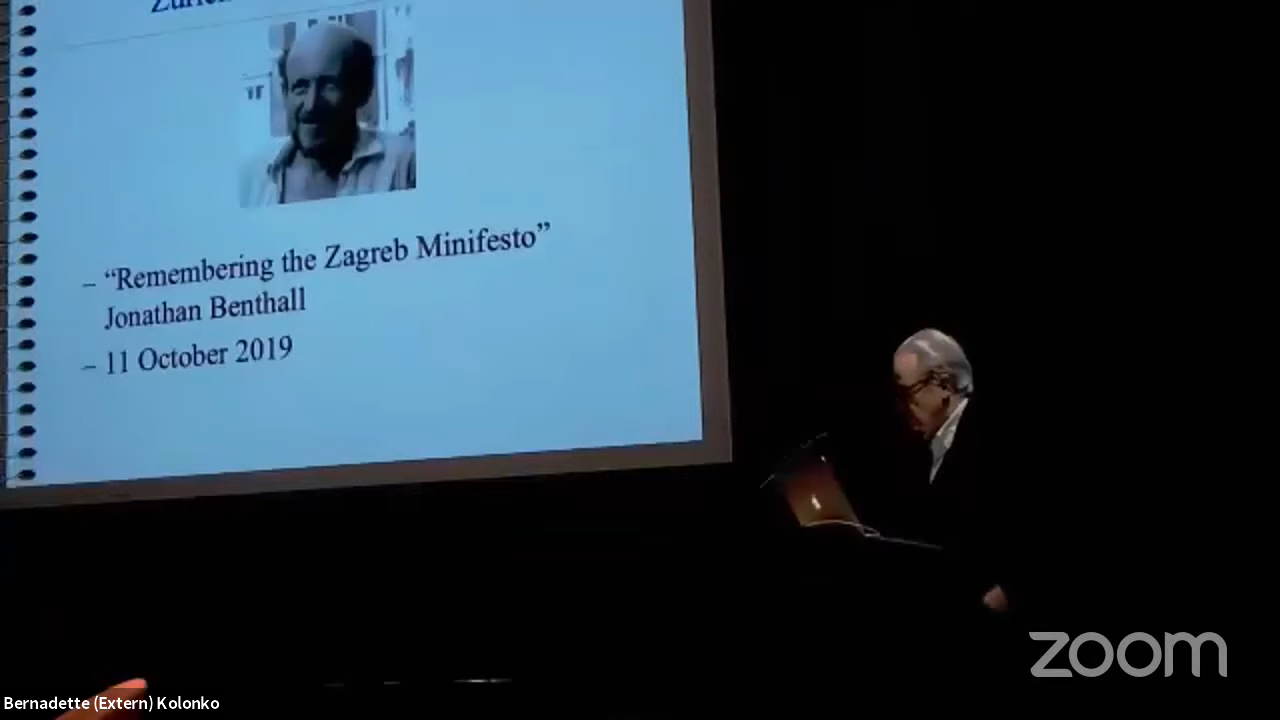 – “Remembering the Zagreb Minifesto”
Jonathan Benthall
– 11 October 2019
zoom
Bernadette (Extern) Kolonko